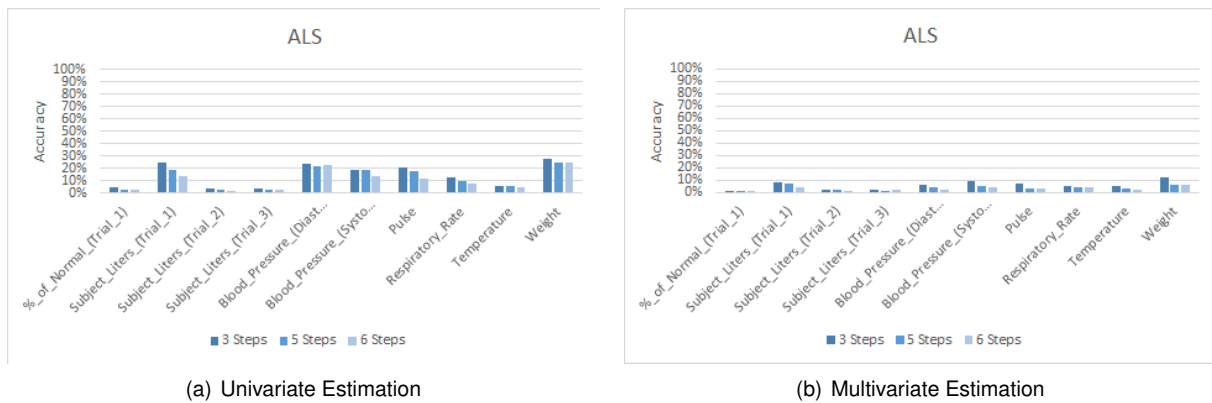 ALS
100%
90%
80%
70%
60%
50%
40%
30%
20%
10%
0%
Accuracy
%_of_Normal_(Trial_1)
Subject_Liters_(Trial_1)
Subject_Liters_(Trial_2)
Subject_Liters_(Trial_3)
Blood_Pressure_(Diast...
Blood_Pressure_(Systo...
Pulse
Respiratory_Rate
Temperature
Weight
3 Steps 5 Steps 6 Steps
(a) Univariate Estimation
ALS
100%
90%
80%
70%
60%
50%
40%
30%
20%
10%
0%
Accuracy
%_of_Normal_(Trial_1)
Subject_Liters_(Trial_1)
Subject_Liters_(Trial_2)
Subject_Liters_(Trial_3)
Blood_Pressure_(Diast...
Blood_Pressure_(Systo...
Pulse
Respiratory_Rate
Temperature
Weight
3 Steps 5 Steps 6 Steps
(b) Multivariate Estimation